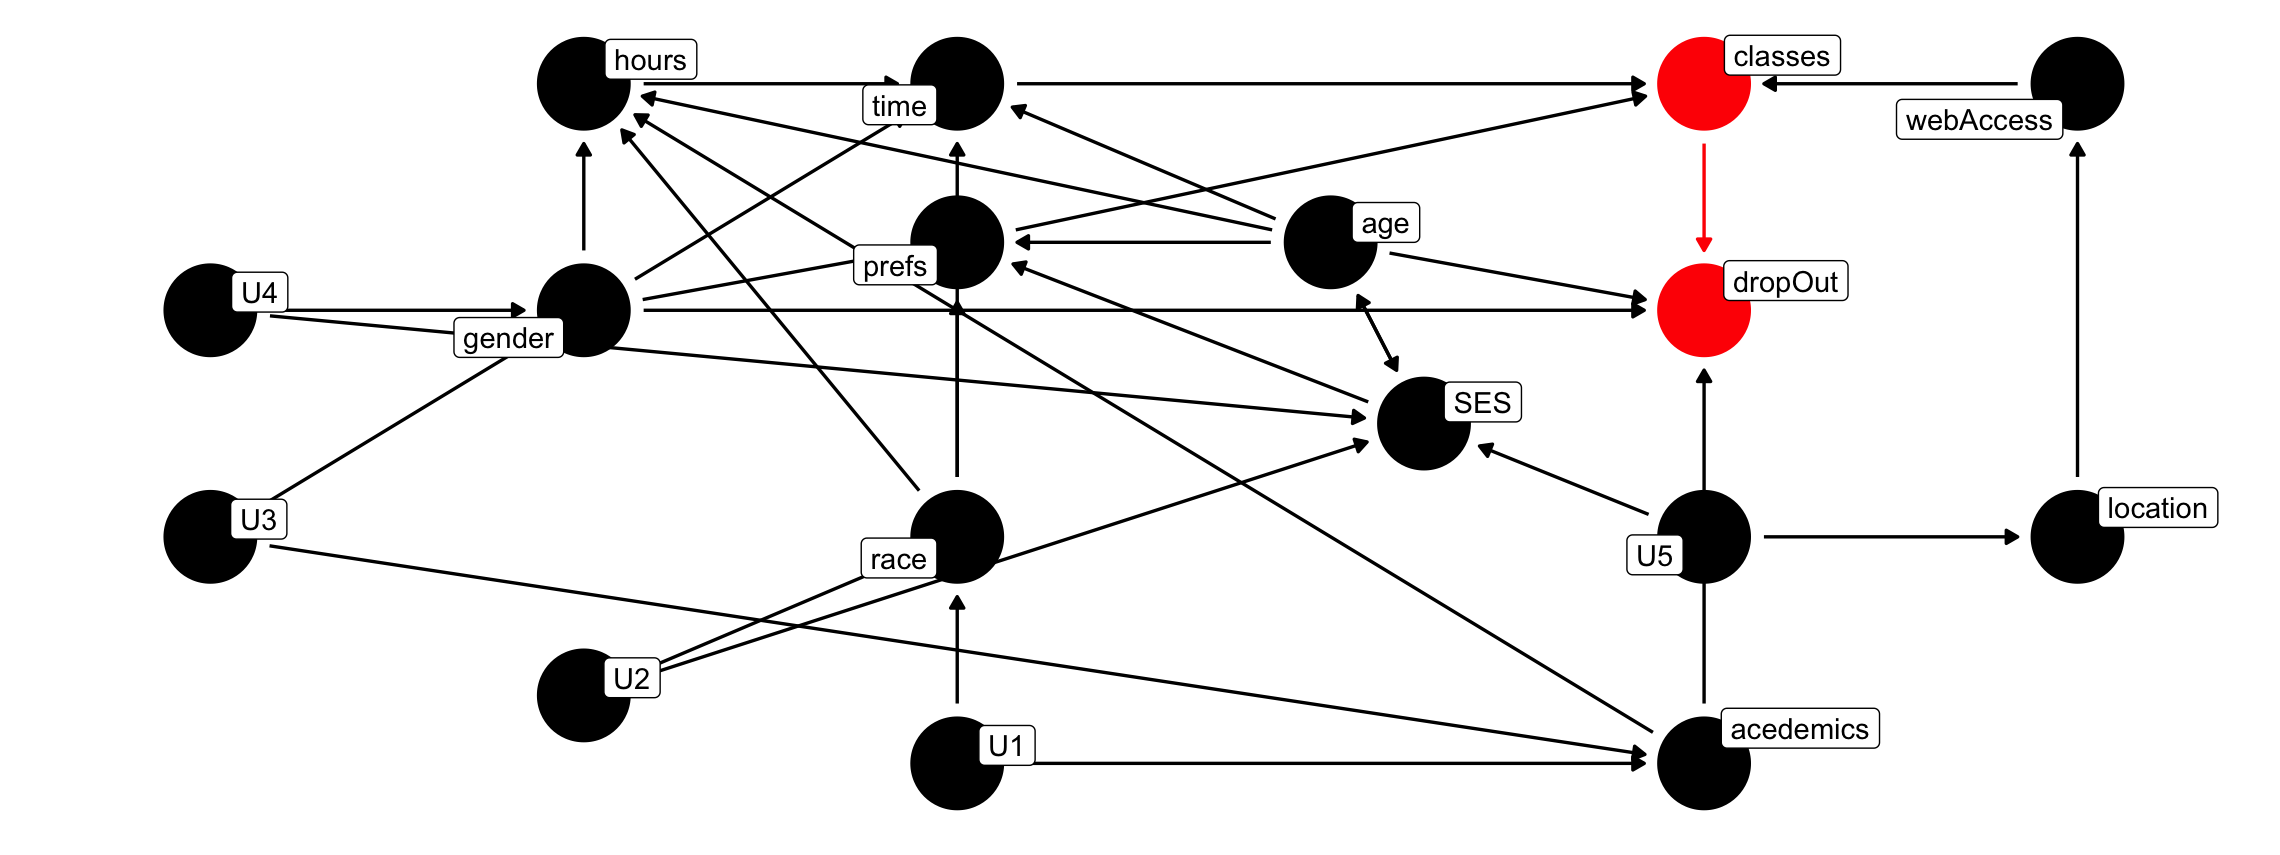 hours
time
classes
webAccess
age
prefs
dropOut
U4
gender
SES
U3
location
race
U5
U2
U1
acedemics